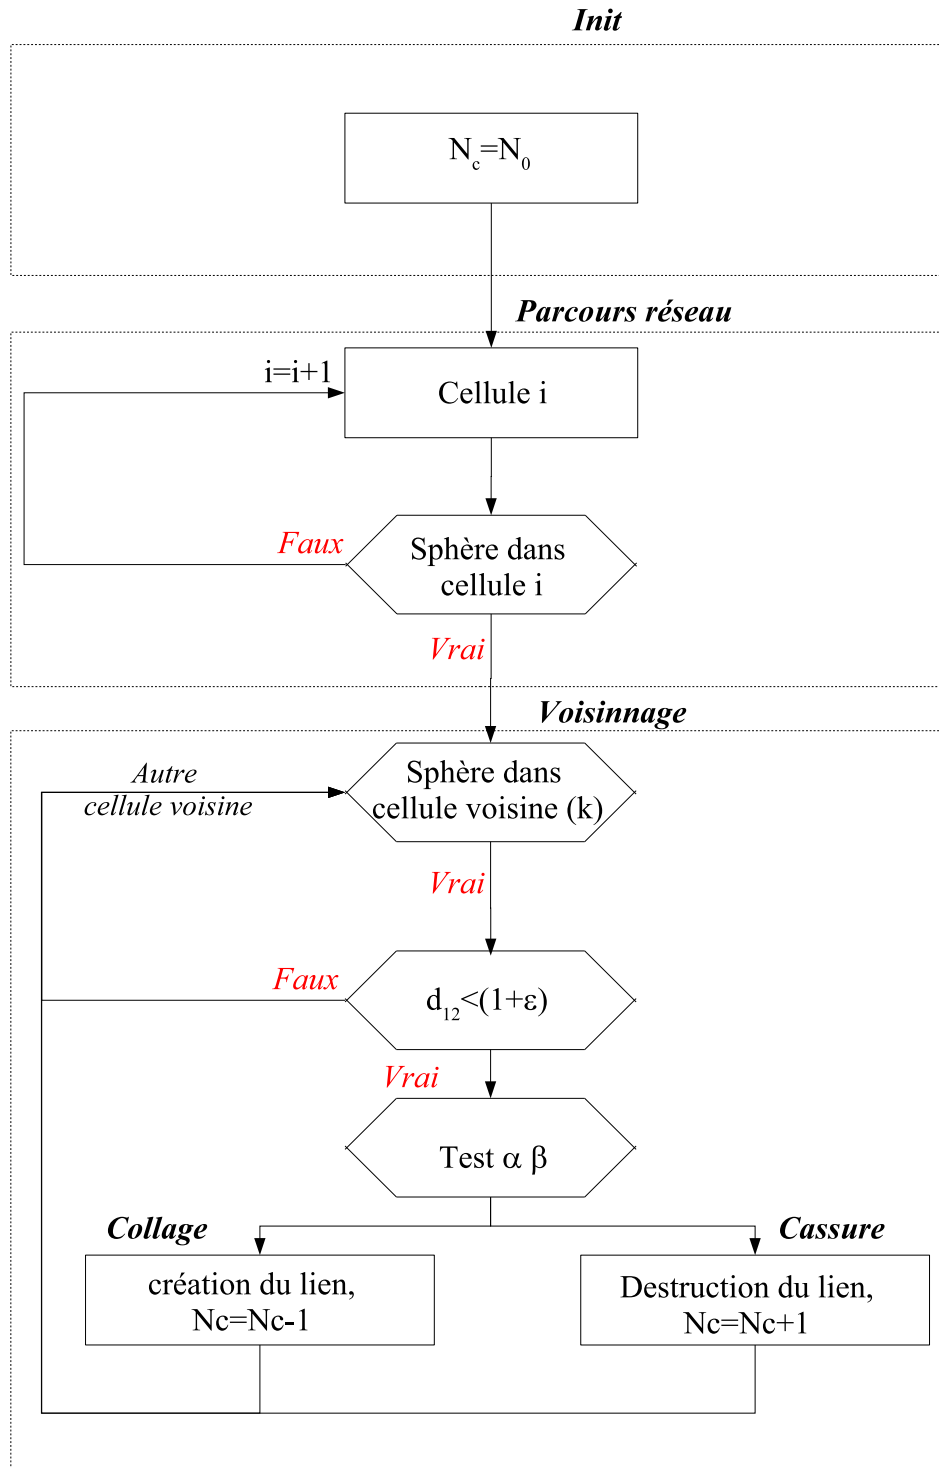 Init
N_c=N_0
Parcours réseau
i=i+1
Cellule i
Faux
Sphère dans
cellule i
Vrai
Voisinnage
Autre
cellule voisine
Sphère dans
cellule voisine (k)
Vrai
Faux
d_12<(1+ε)
Vrai
Test α β
Collage
Cassure
création du lien,
Nc=Nc-1
Destruction du lien,
Nc=Nc+1